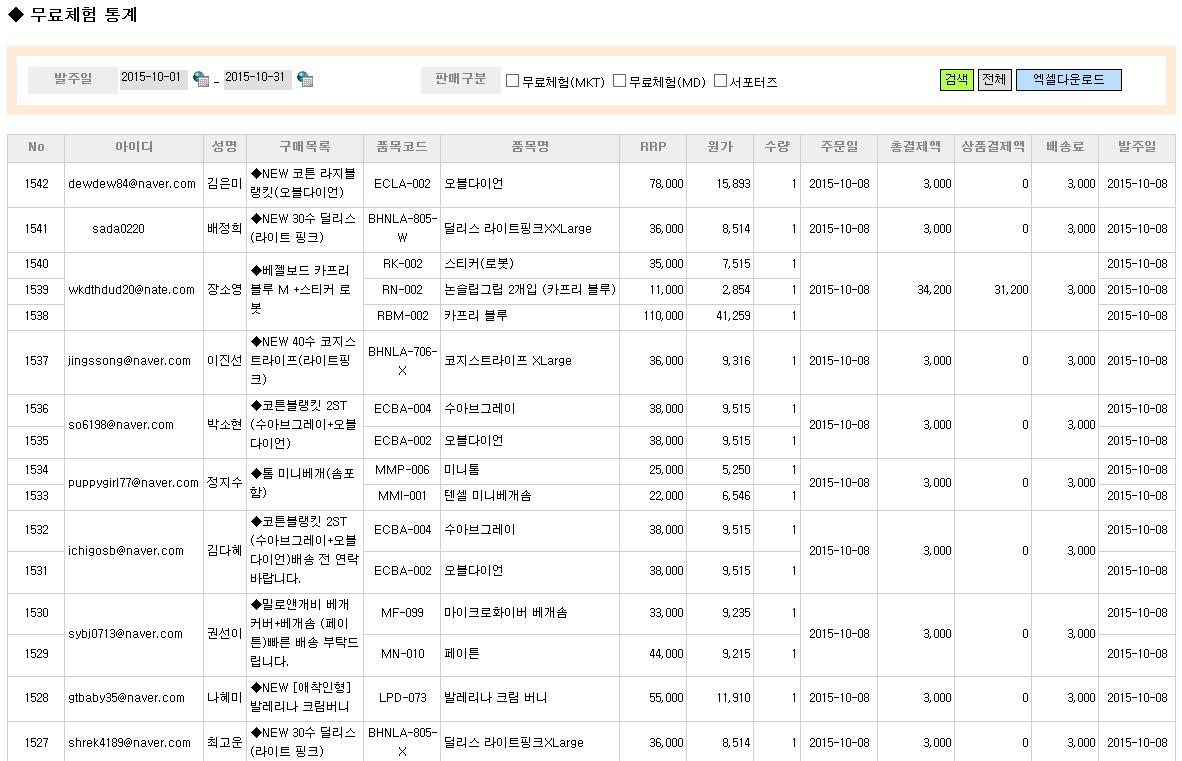 ◆ 무료체험 통계
발주일 2015-10-01 - 2015-10-31 판매구분 무료체험(MKT) 무료체험(MD) 서포터즈 검색 전체 엑셀다운로드
No 아이디 성명 구매목록 품목코드 품목명 RRP 원가 수량 주문일 총결제액 상품결제액 배송료 발주일
1542 dewdew84@naver.com 김은미 ◆NEW 코튼 라지블
랭킷(오블다이언) ECLA-002 오블다이언 78,000 15,893 1 2015-10-08 3,000 0 3,000 2015-10-08
1541 sada0220 배정희 ◆NEW 30수 덜리스
(라이트 핑크) BHNLA-805-
W 덜리스 라이트핑크XXLarge 36,000 8,514 1 2015-10-08 3,000 0 3,000 2015-10-08
1540 wkdthdud20@nate.com 장소영 ◆베젤보드 카프리
블루 M +스티커 로
봇 RK-002 스티커(로봇) 35,000 7,515 1 2015-10-08 34,200 31,200 3,000 2015-10-08
1539 RN-002 논슬립그립 2개입 (카프리 블루) 11,000 2,854 1 2015-10-08
1538 RBM-002 카프리 블루 110,000 41,259 1 2015-10-08
1537 jingssong@naver.com 이진선 ◆NEW 40수 코지스
트라이프(라이트핑
크) BHNLA-706-
X 코지스트라이프 XLarge 36,000 9,316 1 2015-10-08 3,000 0 3,000 2015-10-08
1536 so6198@naver.com 박소현 ◆코튼블랭킷 2ST
(수아브그레이+오블
다이언) ECBA-004 수아브그레이 38,000 9,515 1 2015-10-08 3,000 0 3,000 2015-10-08
1535 ECBA-002 오블다이언 38,000 9,515 1 2015-10-08
1534 puppygirl77@naver.com 정지수 ◆톰 미니베개(솜포
함) MMP-006 미니톰 25,000 5,250 1 2015-10-08 3,000 0 3,000 2015-10-08
1533 MMI-001 텐셀 미니베개솜 22,000 6,546 1 2015-10-08
1532 ichigosb@naver.com 김다혜 ◆코튼블랭킷 2ST
(수아브그레이+오블
다이언)배송 전 연락
바랍니다. ECBA-004 수아브그레이 38,000 9,515 1 2015-10-08 3,000 0 3,000 2015-10-08
1531 ECBA-002 오블다이언 38,000 9,515 1 2015-10-08
1530 sybj0713@naver.com 권선미 ◆밀로앤개비 베개
커버+베개솜 (페이
튼)빠른 배송 부탁드
립니다. MF-099 마이크로화이버 베개솜 33,000 9,235 1 2015-10-08 3,000 0 3,000 2015-10-08
1529 MN-010 페이튼 44,000 9,215 1 2015-10-08
1528 gtbaby35@naver.com 나혜미 ◆NEW [애착인형]
발레리나 크림버니 LPD-073 발레리나 크림 버니 55,000 11,910 1 2015-10-08 3,000 0 3,000 2015-10-08
1527 shrek4189@naver.com 최고운 ◆NEW 30수 덜리스
(라이트 핑크) BHNLA-805-
X 덜리스 라이트핑크XLarge 36,000 8,514 1 2015-10-08 3,000 0 3,000 2015-10-08